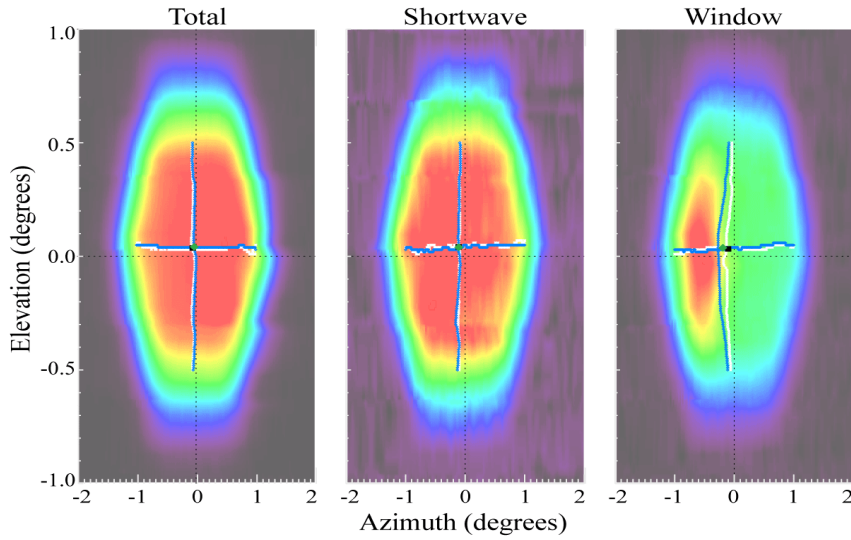 Total Shortwave Window
1.0
0.5
0.0
-0.5
-1.0
Elevation (degrees)
-2 -1 0 1 2 -2 -1 0 1 2 -2 -1 0 1 2
Azimuth (degrees)